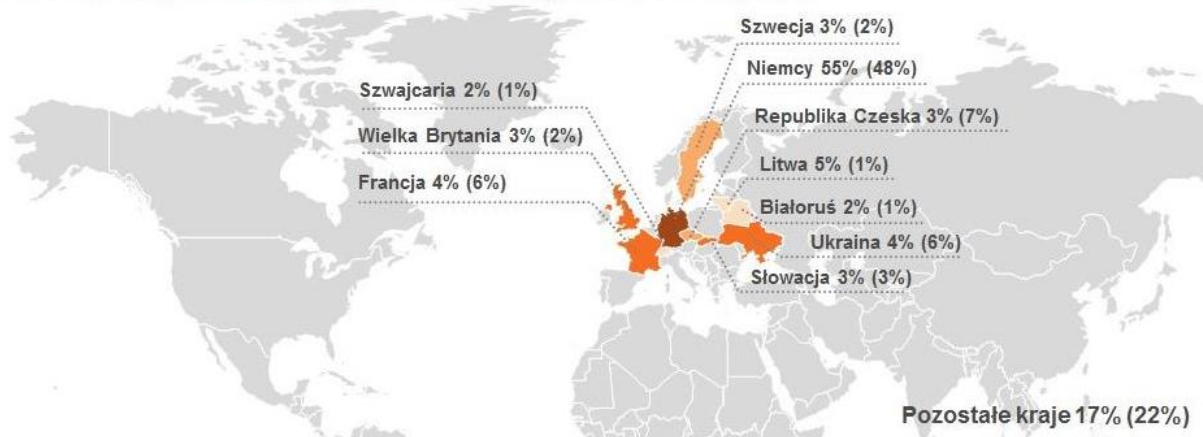 Szwecja 3% (2%)
Niemcy 55% (48%)
Szwajcaria 2% (1%)
Republika Czeska 3% (7%)
Wielka Brytania 3% (2%)
Litwa 5% (1%)
Francja 4% (6%)
Białoruś 2% (1%)
Ukraina 4% (6%)
Słowacja 3% (3%)
Pozostałe kraje 17% (22%)